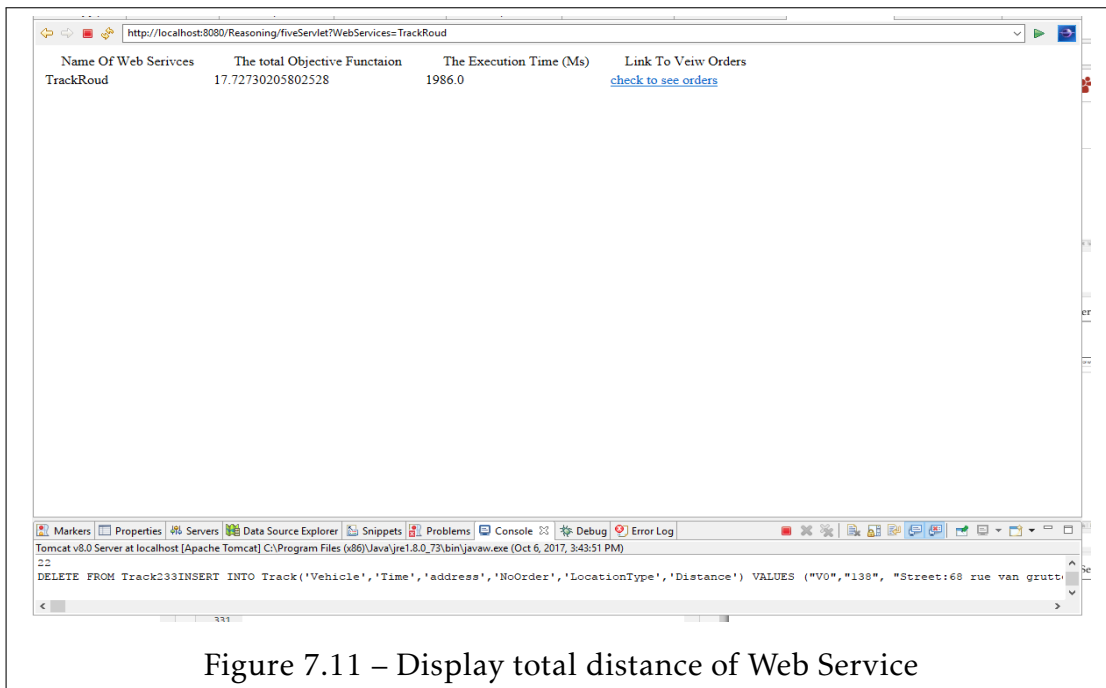 http://localhost:8080/Reasoning/fiveServlet?WebServices=TrackRoud
Name Of Web Serivces The total Objective Functaion The Execution Time (Ms) Link To Veiw Orders
TrackRoud 17.72730205802528 1986.0 check to see orders
Markers Properties Servers Data Source Explorer Snippets Problems Console Debug Error Log
Tomcat v8.0 Server at localhost [Apache Tomcat] C:\Program Files (x86)\Java\jre1.8.0_73\bin\javaw.exe (Oct 6, 2017, 3:43:51 PM)
22
DELETE FROM Track233INSERT INTO Track('Vehicle','Time','address','NoOrder','LocationType','Distance') VALUES ("V0","138", "Street:68 rue van grutt
331
Figure 7.11 – Display total distance of Web Service